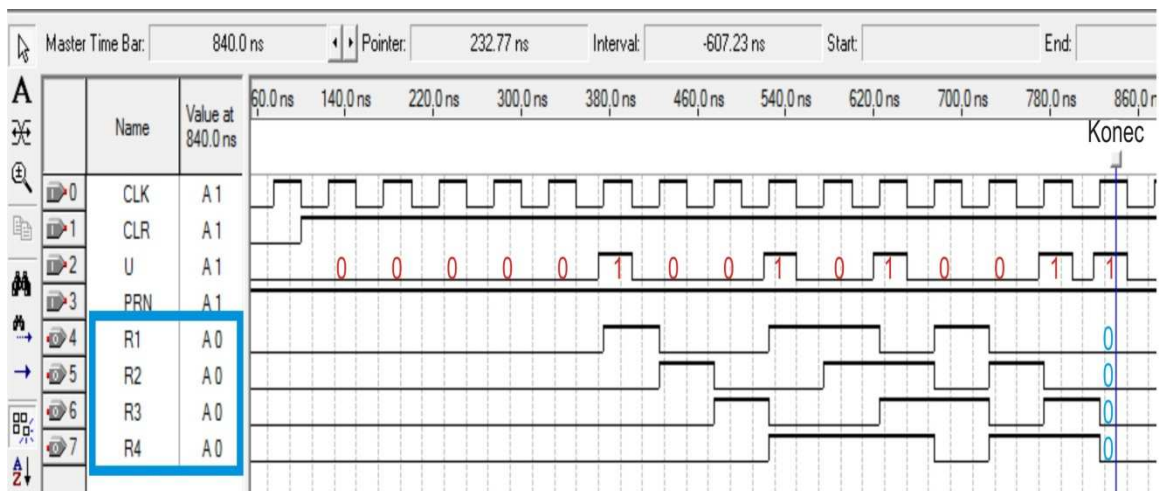 Master Time Bar: 840.0 ns Pointer: 232.77 ns Interval: -607.23 ns Start: End:
A Name Value at 840.0 ns 60.0 ns 140.0 ns 220.0 ns 300.0 ns 380.0 ns 460.0 ns 540.0 ns 620.0 ns 700.0 ns 780.0 ns 860.0 n
Konec
0 CLK A 1
1 CLR A 1
2 U A 1 0 0 0 0 0 1 0 0 1 0 1 0 0 1 1
3 PRN A 1
4 R1 A 0 0
5 R2 A 0 0
6 R3 A 0 0
7 R4 A 0 0
A
Z